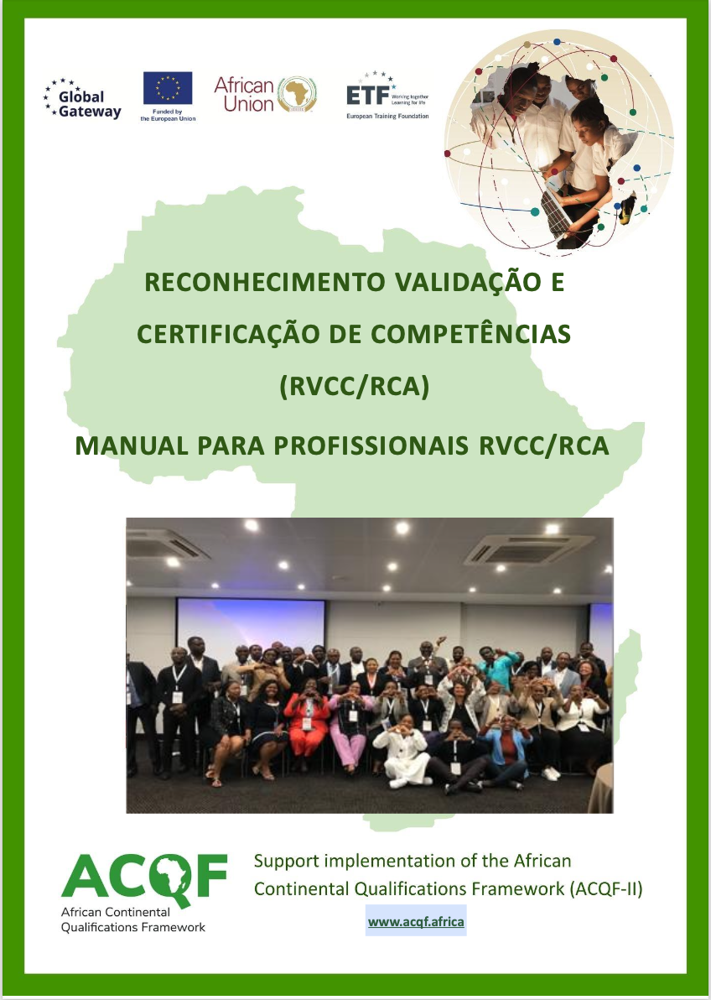 Global
Gateway
Funded by
the European Union
African
Union
ETF
Working together
Learning for life
European Training Foundation
RECONHECIMENTO VALIDAÇÃO E
CERTIFICAÇÃO DE COMPETÊNCIAS
(RVCC/RCA)
MANUAL PARA PROFISSIONAIS RVCC/RCA
ACQF
African Continental
Qualifications Framework
Support implementation of the African
Continental Qualifications Framework (ACQF-II)
www.acqf.africa